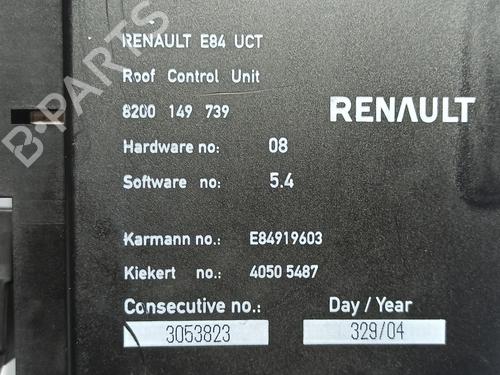 RENAULT E84 UCT
Roof Control Unit
8200 149 739
RENAULT
Hardware no: 08
Software no: 5.4
Karmann no.: E84919603
Kiekert no.: 4050 5487
Consecutive no.: Day / Year
3053823 329/04
B-PARTS